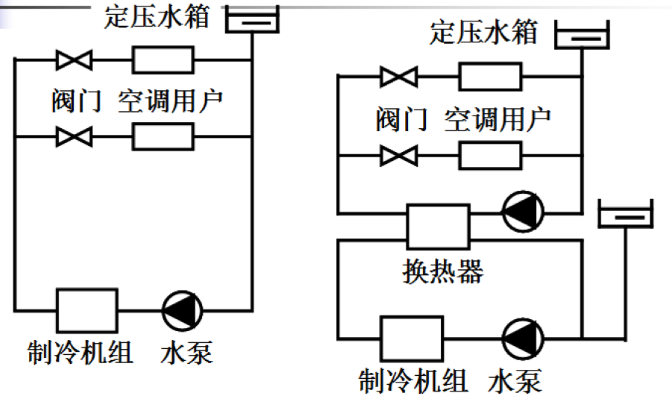 定压水箱
阀门 空调用户
制冷机组 水泵
定压水箱
阀门 空调用户
换热器
制冷机组 水泵